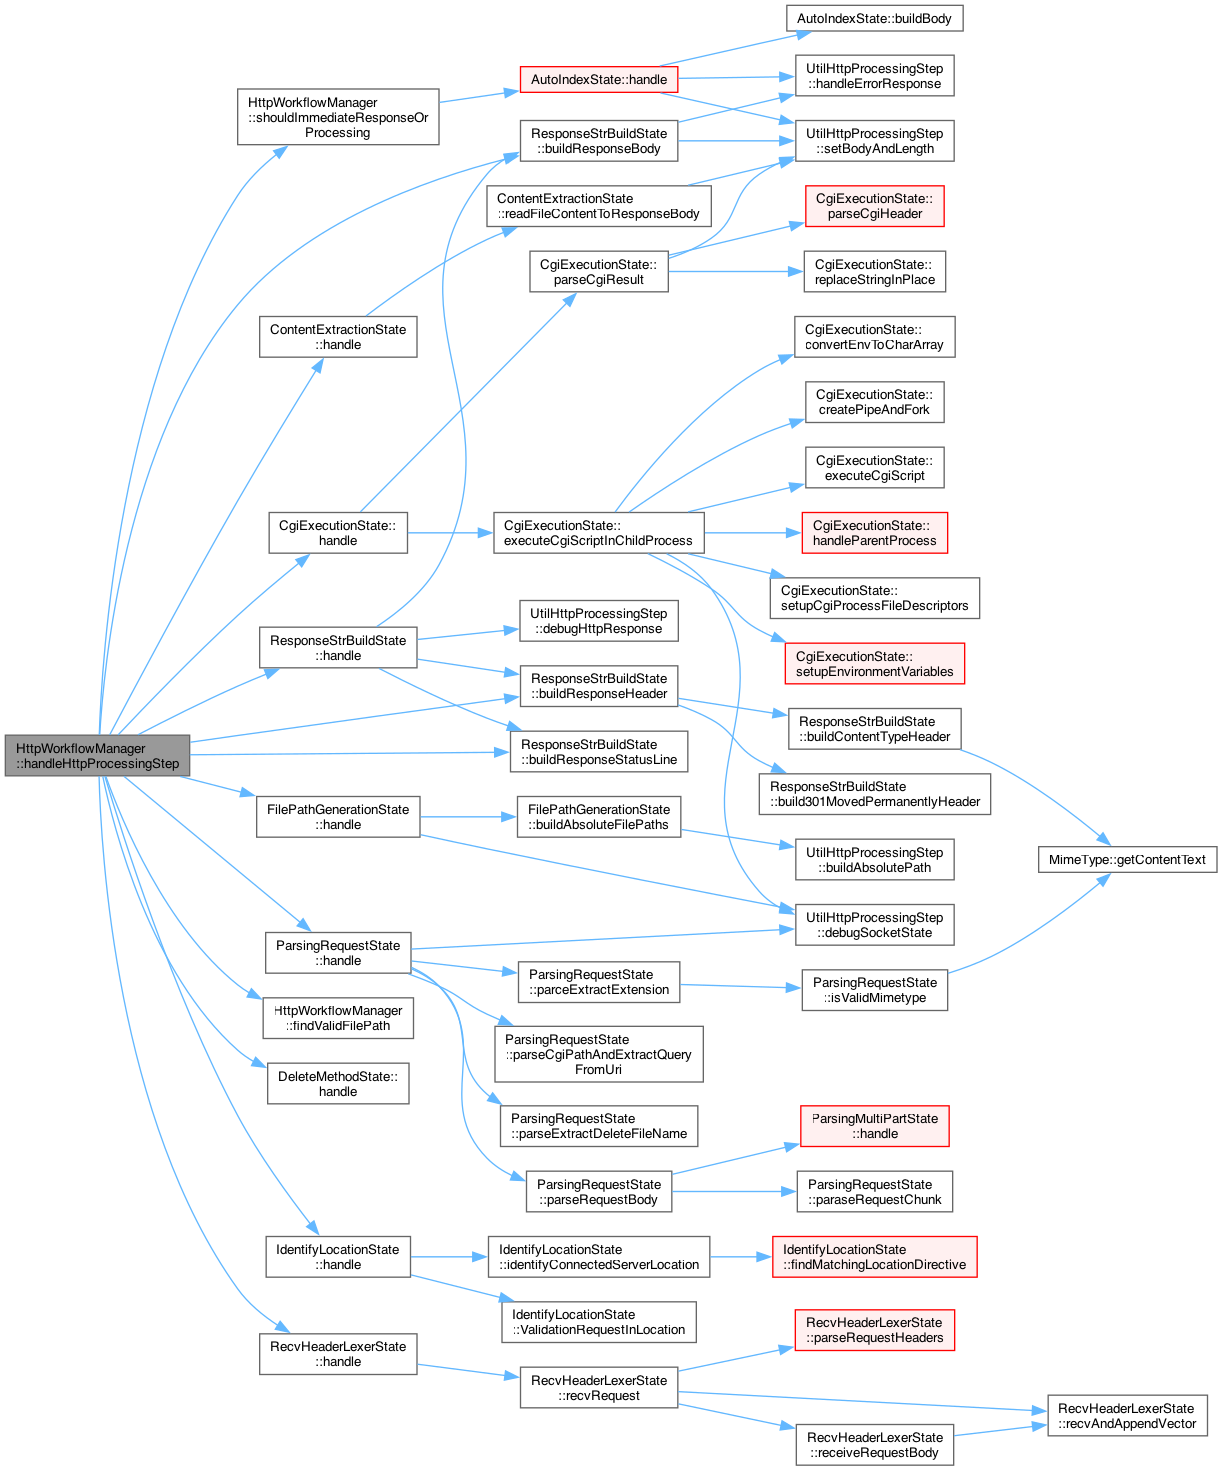 AutoIndexState::buildBody
AutoIndexState::handle
UtilHttpProcessingStep
::handleErrorResponse
HttpWorkflowManager
::shouldImmediateResponseOr
Processing
ResponseStrBuildState
::buildResponseBody
UtilHttpProcessingStep
::setBodyAndLength
ContentExtractionState
::readFileContentToResponseBody
CgiExecutionState::
parseCgiHeader
CgiExecutionState::
parseCgiResult
CgiExecutionState::
replaceStringInPlace
ContentExtractionState
::handle
CgiExecutionState::
convertEnvToCharArray
CgiExecutionState::
createPipeAndFork
CgiExecutionState::
executeCgiScript
CgiExecutionState::
handle
CgiExecutionState::
executeCgiScriptInChildProcess
CgiExecutionState::
handleParentProcess
CgiExecutionState::
setupCgiProcessFileDescriptors
ResponseStrBuildState
::handle
UtilHttpProcessingStep
::debugHttpResponse
CgiExecutionState::
setupEnvironmentVariables
ResponseStrBuildState
::buildResponseHeader
ResponseStrBuildState
::buildContentTypeHeader
HttpWorkflowManager
::handleHttpProcessingStep
ResponseStrBuildState
::buildResponseStatusLine
ResponseStrBuildState
::build301MovedPermanentlyHeader
FilePathGenerationState
::handle
FilePathGenerationState
::buildAbsoluteFilePaths
UtilHttpProcessingStep
::buildAbsolutePath
MimeType::getContentText
UtilHttpProcessingStep
::debugSocketState
ParsingRequestState
::handle
ParsingRequestState
::parceExtractExtension
ParsingRequestState
::isValidMimetype
HttpWorkflowManager
::findValidFilePath
ParsingRequestState
::parseCgiPathAndExtractQuery
FromUri
DeleteMethodState::
handle
ParsingRequestState
::parseExtractDeleteFileName
ParsingMultiPartState
::handle
ParsingRequestState
::parseRequestBody
ParsingRequestState
::paraseRequestChunk
IdentifyLocationState
::handle
IdentifyLocationState
::identifyConnectedServerLocation
IdentifyLocationState
::findMatchingLocationDirective
IdentifyLocationState
::ValidationRequestInLocation
RecvHeaderLexerState
::parseRequestHeaders
RecvHeaderLexerState
::handle
RecvHeaderLexerState
::recvRequest
RecvHeaderLexerState
::recvAndAppendVector
RecvHeaderLexerState
::receiveRequestBody